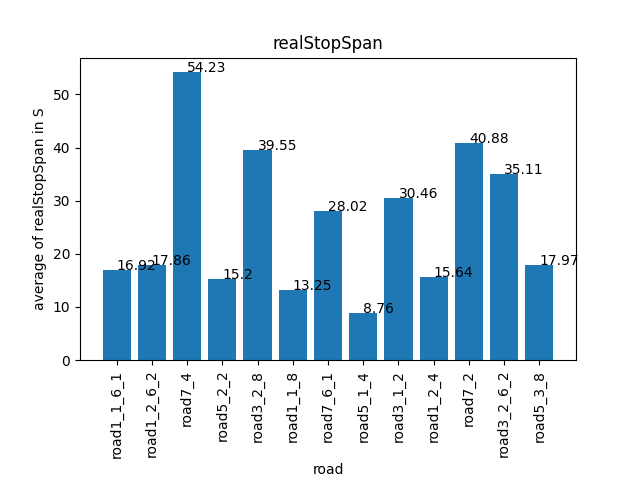 realStopSpan
average of realStopSpan in S
50
40
30
20
10
0
16.92
17.86
54.23
15.2
39.55
13.25
28.02
8.76
30.46
15.64
40.88
35.11
17.97
road1_1_6_1
road1_2_6_2
road7_4
road5_2_2
road3_2_8
road1_1_8
road7_6_1
road5_1_4
road3_1_2
road1_2_4
road7_2
road3_2_6_2
road5_3_8
road